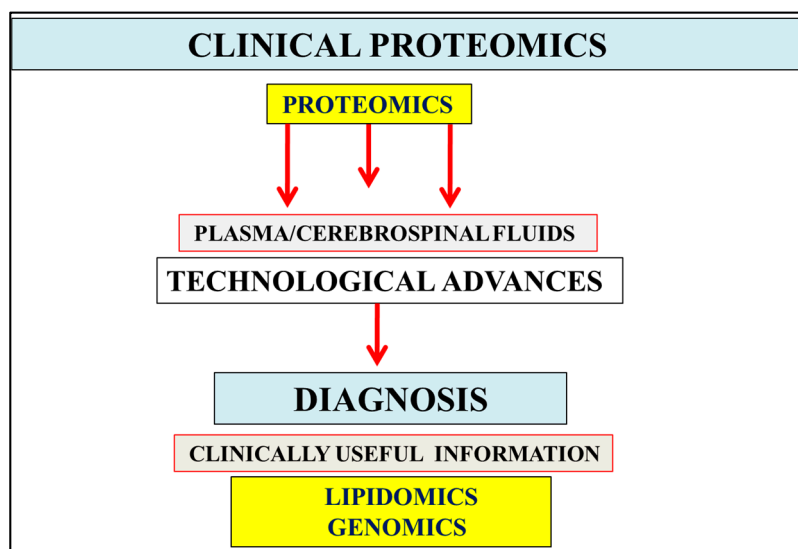 CLINICAL PROTEOMICS
PROTEOMICS
PLASMA/CEREBROSPINAL FLUIDS
TECHNOLOGICAL ADVANCES
DIAGNOSIS
CLINICALLY USEFUL INFORMATION
LIPIDOMICS
GENOMICS